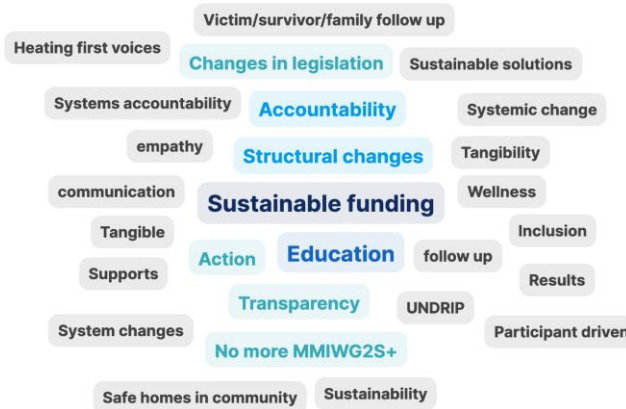 Victim/survivor/family follow up
Heating first voices
Changes in legislation
Sustainable solutions
Systems accountability
Accountability
Systemic change
empathy
Structural changes
Tangibility
communication
Sustainable funding
Wellness
Tangible
Inclusion
Action
Education
follow up
Supports
Results
Transparency
UNDRIP
System changes
Participant driven
No more MMIWG2S+
Safe homes in community
Sustainability